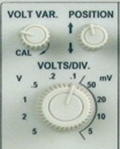 VOLT VAR. POSITION
CAL
VOLTS/DIV.
.2 .1
V .5 50 mV
1 20
2 10
5 5